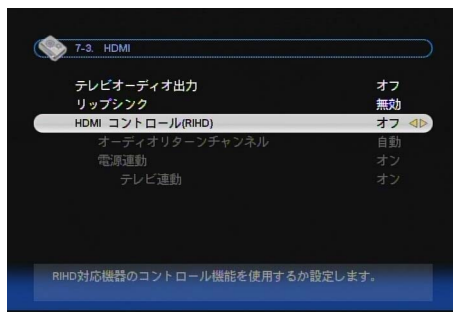 7-3. HDMI
テレビオーディオ出力 オフ
リップシンク 無効
HDMI コントロール(RIHD) オフ
オーディオリターンチャンネル 自動
電源連動 オン
テレビ連動 オン
RIHD対応機器のコントロール機能を使用するか設定します。